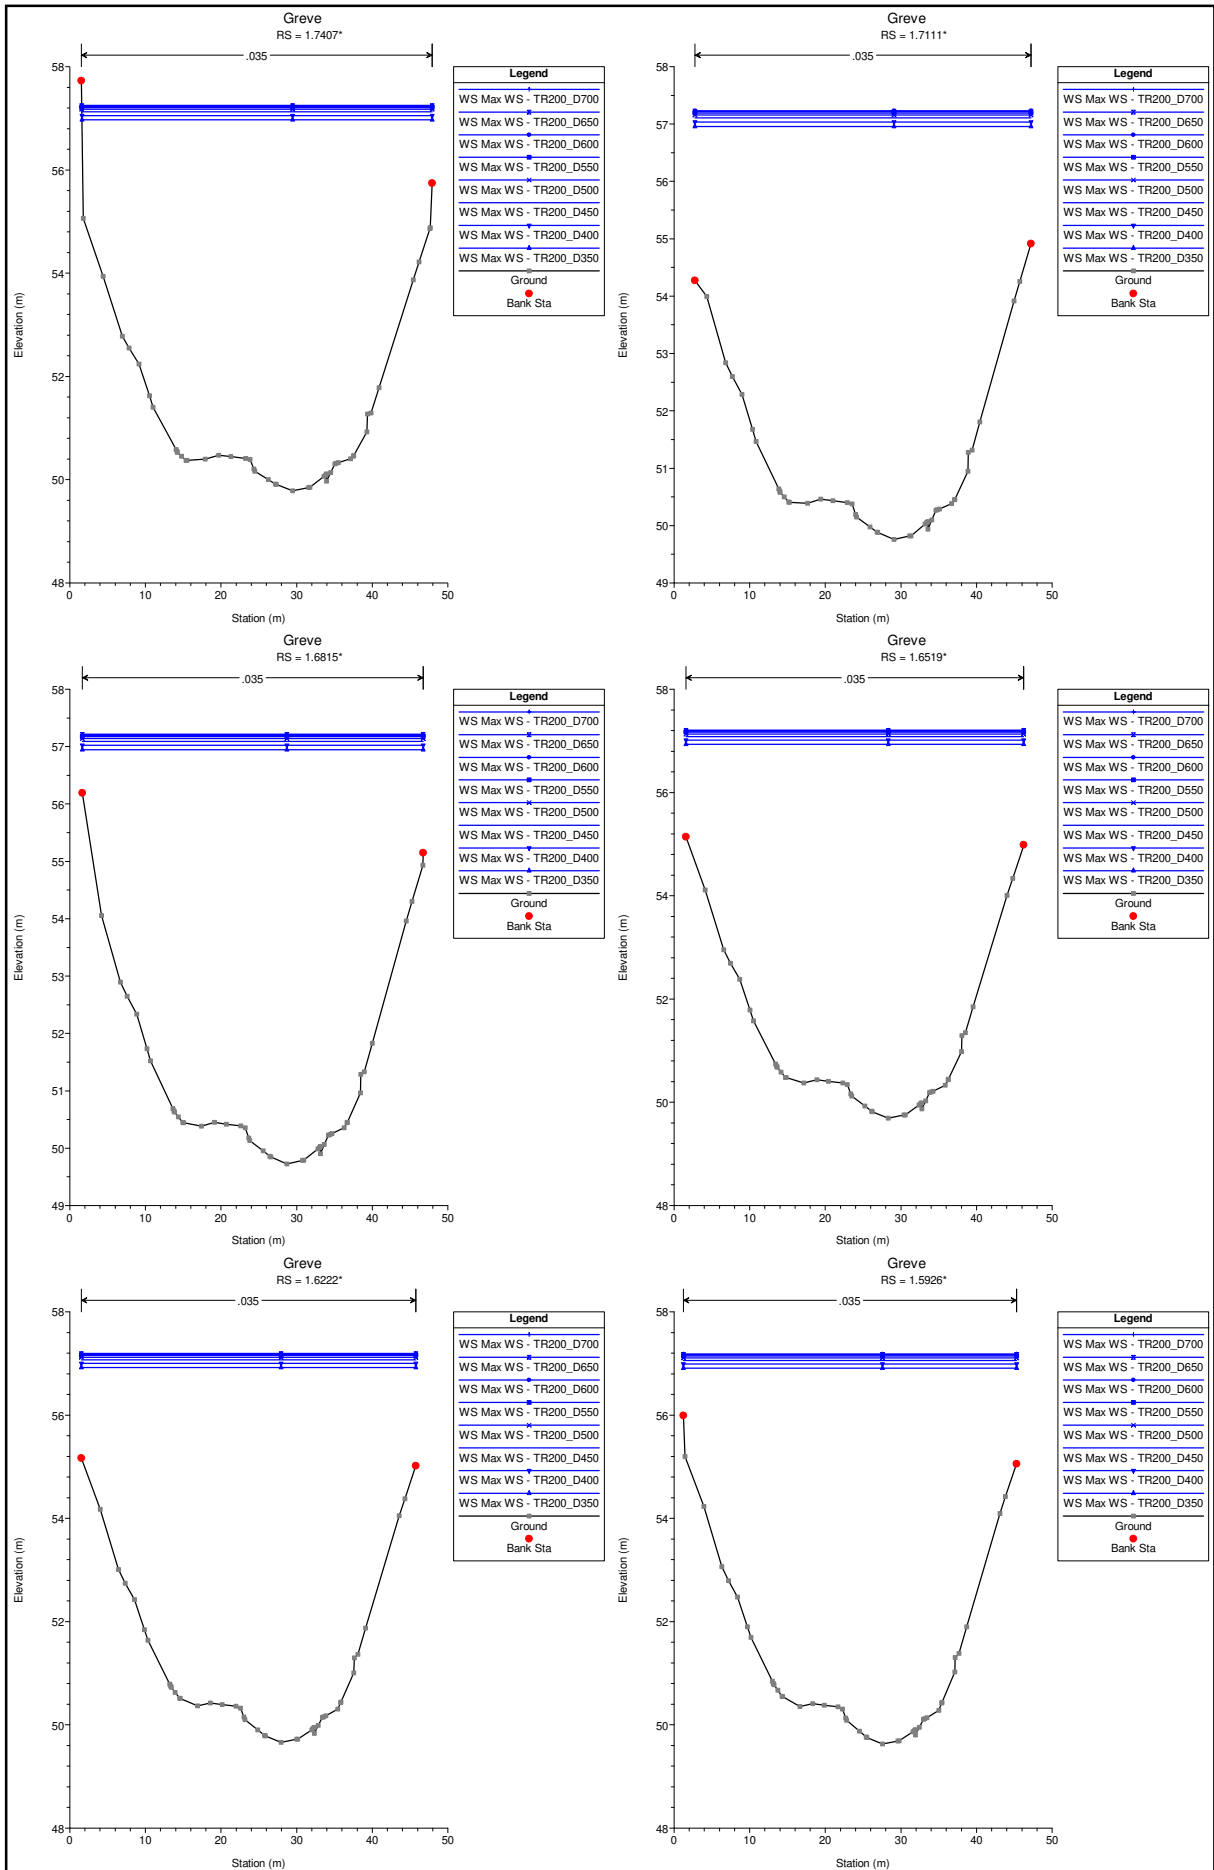 Greve
RS = 1.7407*
.035
58
56
54
52
50
48
0 10 20 30 40 50
Elevation (m)
Station (m)
Legend
WS Max WS - TR200_D700
WS Max WS - TR200_D650
WS Max WS - TR200_D600
WS Max WS - TR200_D550
WS Max WS - TR200_D500
WS Max WS - TR200_D450
WS Max WS - TR200_D400
WS Max WS - TR200_D350
Ground
Bank Sta
Greve
RS = 1.7111*
.035
58
57
56
55
54
53
52
51
50
49
0 10 20 30 40 50
Elevation (m)
Station (m)
Legend
WS Max WS - TR200_D700
WS Max WS - TR200_D650
WS Max WS - TR200_D600
WS Max WS - TR200_D550
WS Max WS - TR200_D500
WS Max WS - TR200_D450
WS Max WS - TR200_D400
WS Max WS - TR200_D350
Ground
Bank Sta
Greve
RS = 1.6815*
.035
58
57
56
55
54
53
52
51
50
49
0 10 20 30 40 50
Elevation (m)
Station (m)
Legend
WS Max WS - TR200_D700
WS Max WS - TR200_D650
WS Max WS - TR200_D600
WS Max WS - TR200_D550
WS Max WS - TR200_D500
WS Max WS - TR200_D450
WS Max WS - TR200_D400
WS Max WS - TR200_D350
Ground
Bank Sta
Greve
RS = 1.6519*
.035
58
56
54
52
50
48
0 10 20 30 40 50
Elevation (m)
Station (m)
Legend
WS Max WS - TR200_D700
WS Max WS - TR200_D650
WS Max WS - TR200_D600
WS Max WS - TR200_D550
WS Max WS - TR200_D500
WS Max WS - TR200_D450
WS Max WS - TR200_D400
WS Max WS - TR200_D350
Ground
Bank Sta
Greve
RS = 1.6222*
.035
58
56
54
52
50
48
0 10 20 30 40 50
Elevation (m)
Station (m)
Legend
WS Max WS - TR200_D700
WS Max WS - TR200_D650
WS Max WS - TR200_D600
WS Max WS - TR200_D550
WS Max WS - TR200_D500
WS Max WS - TR200_D450
WS Max WS - TR200_D400
WS Max WS - TR200_D350
Ground
Bank Sta
Greve
RS = 1.5926*
.035
58
56
54
52
50
48
0 10 20 30 40 50
Elevation (m)
Station (m)
Legend
WS Max WS - TR200_D700
WS Max WS - TR200_D650
WS Max WS - TR200_D600
WS Max WS - TR200_D550
WS Max WS - TR200_D500
WS Max WS - TR200_D450
WS Max WS - TR200_D400
WS Max WS - TR200_D350
Ground
Bank Sta